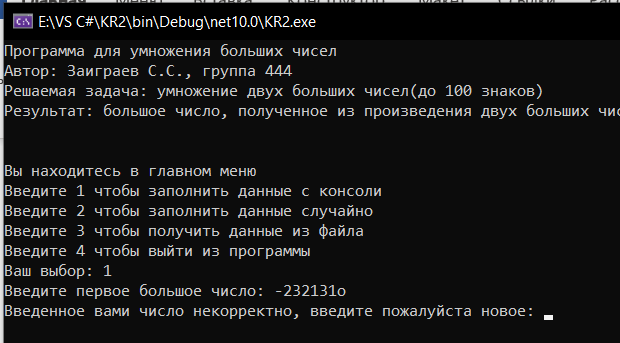 E:\VS C#\KR2\bin\Debug\net10.0\KR2.exe
Программа для умножения больших чисел
Автор: Заиграев С.С., группа 444
Решаемая задача: умножение двух больших чисел(до 100 знаков)
Результат: большое число, полученное из произведения двух больших чис
Вы находитесь в главном меню
Введите 1 чтобы заполнить данные с консоли
Введите 2 чтобы заполнить данные случайно
Введите 3 чтобы получить данные из файла
Введите 4 чтобы выйти из программы
Ваш выбор: 1
Введите первое большое число: -232131о
Введенное вами число некорректно, введите пожалуйста новое: